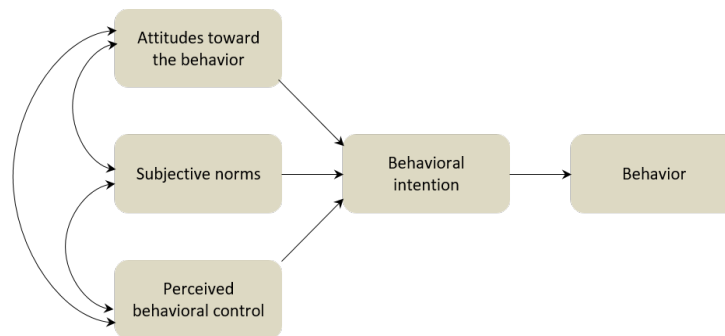 Attitudes toward
the behavior
Subjective norms
Perceived
behavioral control
Behavioral
intention
Behavior